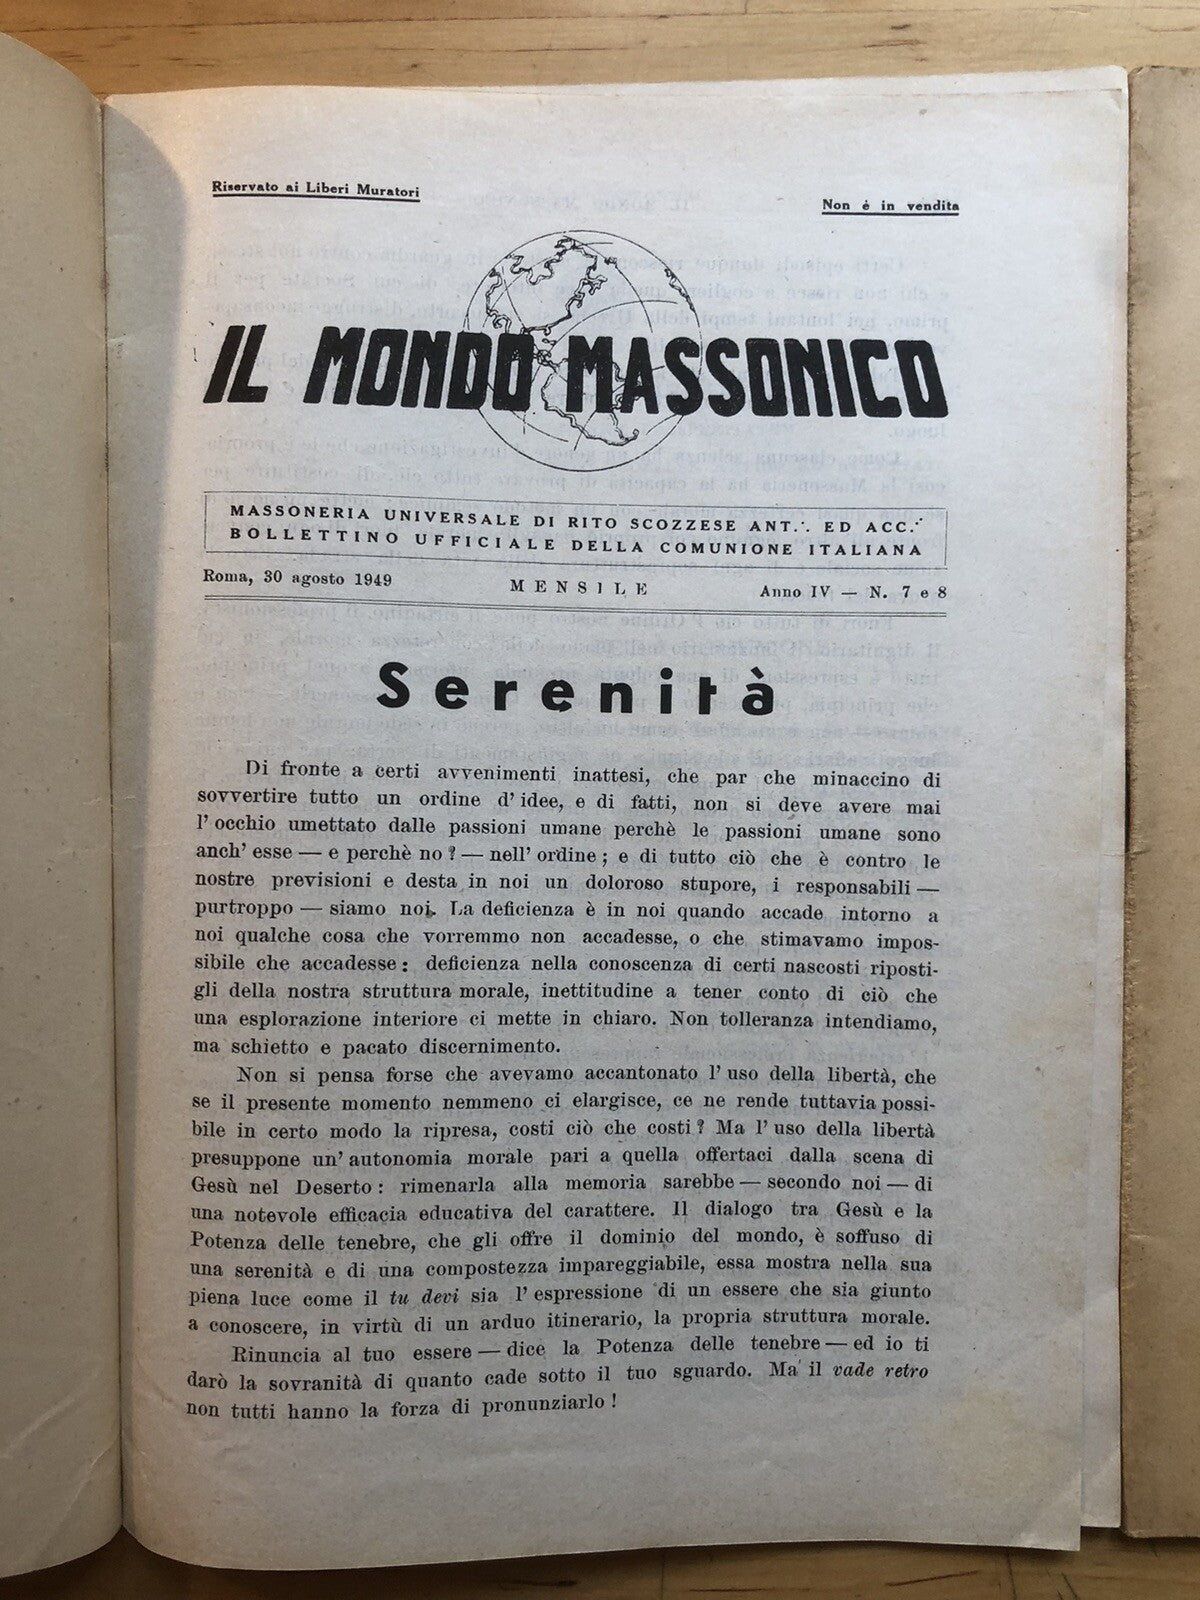 Riservato ai Liberi Muratori
Non é in vendita
IL MONDO MASSONICO
MASSONERIA UNIVERSALE DI RITO SCOZZESE ANT.∴ ED ACC.∴
BOLLETTINO UFFICIALE DELLA COMUNIONE ITALIANA
Roma, 30 agosto 1949 MENSILE Anno IV — N. 7 e 8
Serenità
Di fronte a certi avvenimenti inattesi, che par che minaccino di
sovvertire tutto un ordine d' idee, e di fatti, non si deve avere mai
l' occhio umettato dalle passioni umane perchè le passioni umane sono
anch' esse — e perchè no ? — nell' ordine ; e di tutto ciò che è contro le
nostre previsioni e desta in noi un doloroso stupore, i responsabili —
purtroppo — siamo noi. La deficienza è in noi quando accade intorno a
noi qualche cosa che vorremmo non accadesse, o che stimavamo impos-
sibile che accadesse : deficienza nella conoscenza di certi nascosti riposti-
gli della nostra struttura morale, inettitudine a tener conto di ciò che
una esplorazione interiore ci mette in chiaro. Non tolleranza intendiamo,
ma schietto e pacato discernimento.
Non si pensa forse che avevamo accantonato l' uso della libertà, che
se il presente momento nemmeno ci elargisce, ce ne rende tuttavia possi-
bile in certo modo la ripresa, costi ciò che costi ? Ma l' uso della libertà
presuppone un' autonomia morale pari a quella offertaci dalla scena di
Gesù nel Deserto : rimenarla alla memoria sarebbe — secondo noi — di
una notevole efficacia educativa del carattere. Il dialogo tra Gesù e la
Potenza delle tenebre, che gli offre il dominio del mondo, è soffuso di
una serenità e di una compostezza impareggiabile, essa mostra nella sua
piena luce come il tu devi sia l' espressione di un essere che sia giunto
a conoscere, in virtù di un arduo itinerario, la propria struttura morale.
Rinuncia al tuo essere — dice la Potenza delle tenebre — ed io ti
darò la sovranità di quanto cade sotto il tuo sguardo. Ma il vade retro
non tutti hanno la forza di pronunziarlo !